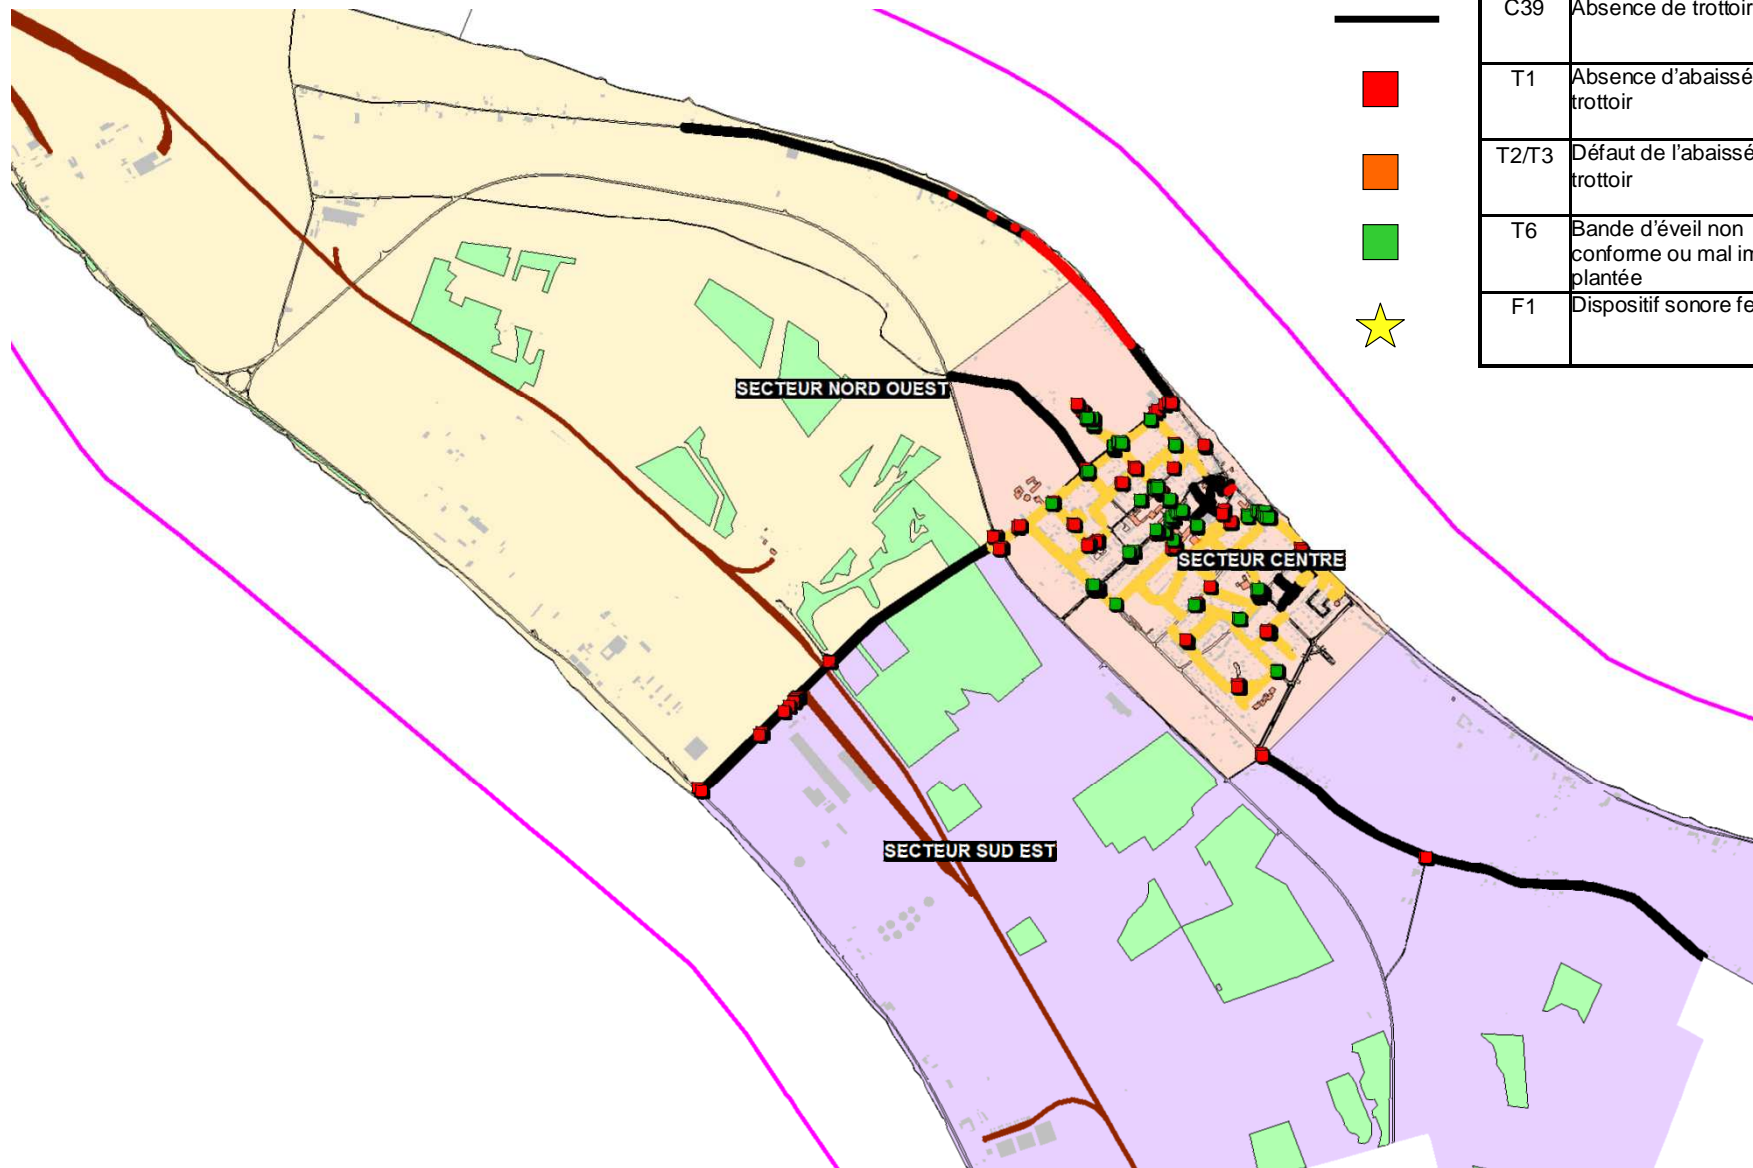 C39 Absence de trottoir
T1 Absence d'abaissé
trottoir
T2/T3 Défaut de l'abaissé
trottoir
T6 Bande d'éveil non
conforme ou mal im
plantée
F1 Dispositif sonore fe
SECTEUR NORD OUEST
SECTEUR CENTRE
SECTEUR SUD EST